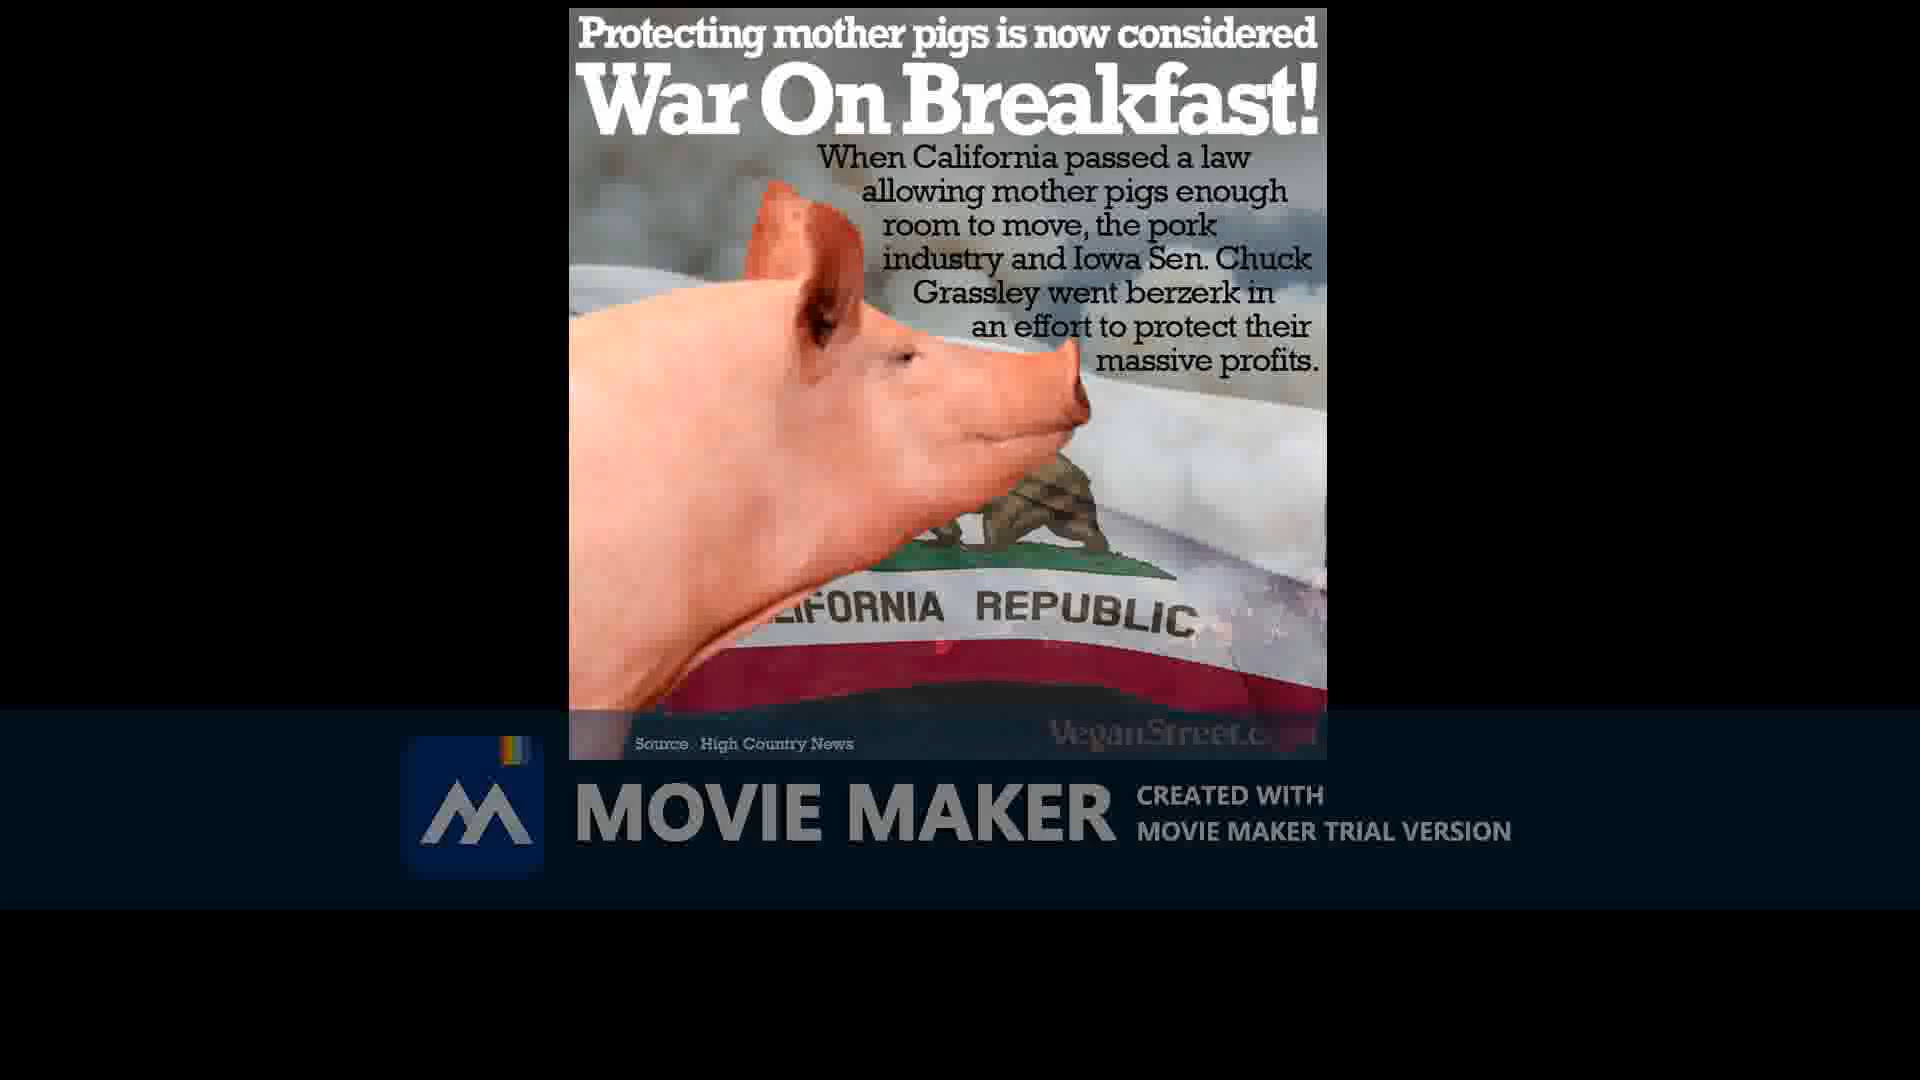 Protecting mother pigs is now considered
War On Breakfast!
When California passed a law
allowing mother pigs enough
room to move, the pork
industry and Iowa Sen. Chuck
Grassley went berzerk in
an effort to protect their
massive profits.
LIFORNIA REPUBLIC
Source High Country News
MOVIE MAKER
CREATED WITH
MOVIE MAKER TRIAL VERSION